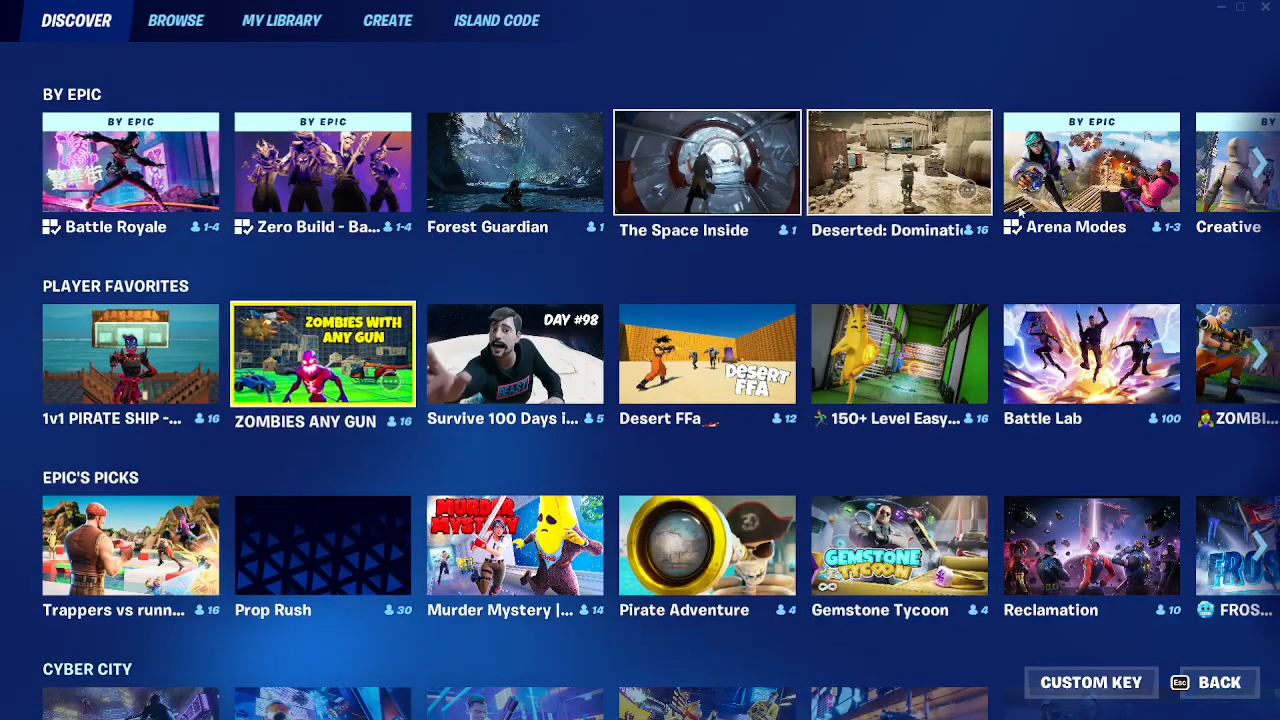 DISCOVER BROWSE MY LIBRARY CREATE ISLAND CODE
BY EPIC
BY EPIC
BY EPIC
BY EPIC
BY
Battle Royale 1-4
Zero Build - Ba... 1-4
Forest Guardian 1
The Space Inside 1
Deserted: Dominati 16
Arena Modes 1-3
Creative
PLAYER FAVORITES
ZOMBIES WITH
ANY GUN
DAY #98
BEAST
DESERT
FFA
1v1 PIRATE SHIP -... 16
ZOMBIES ANY GUN 16
Survive 100 Days i... 5
Desert FFa 12
150+ Level Easy... 16
Battle Lab 100
ZOMBI...
EPIC'S PICKS
MURDER
MYSTERY
GEMSTONE
TYCOON
FROS
Trappers vs runn... 16
Prop Rush 30
Murder Mystery |... 14
Pirate Adventure 4
Gemstone Tycoon 4
Reclamation 10
FROS...
CYBER CITY
CUSTOM KEY
Esc BACK